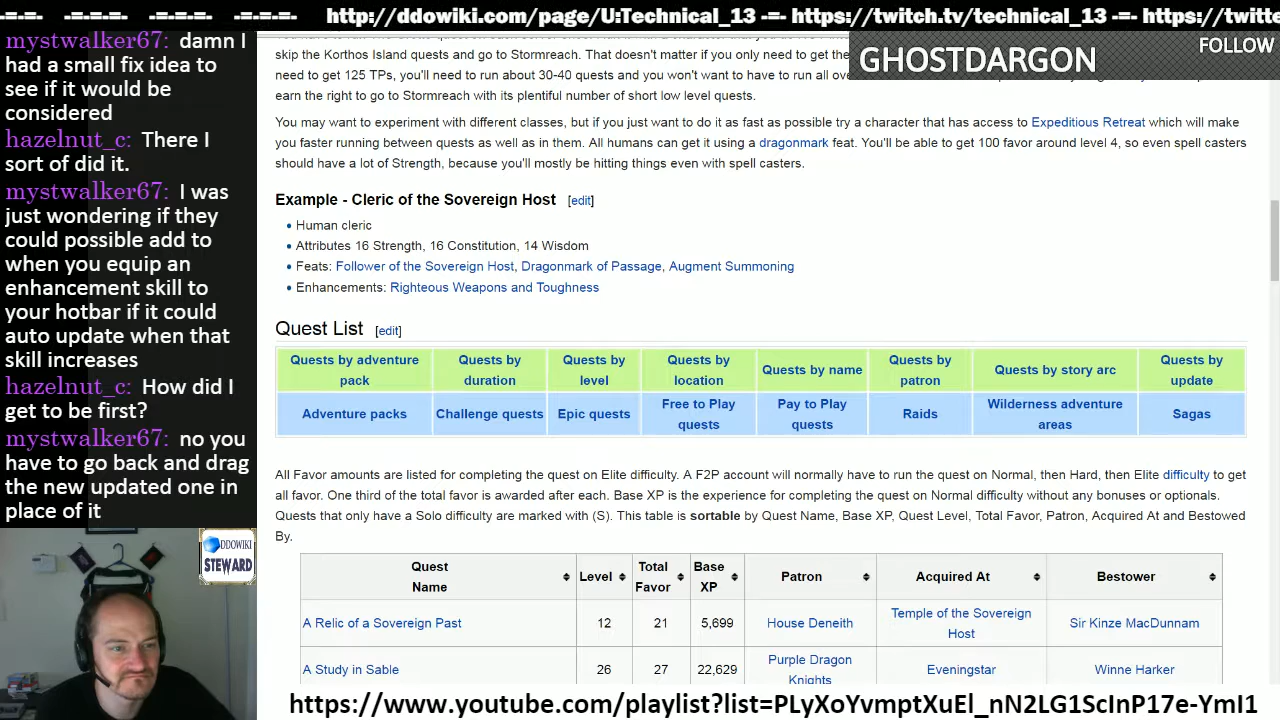 -=-=- -=-=- -=-=- -=-=- http://ddowiki.com/page/U:Technical_13 -=- https://twitch.tv/technical_13 -=- https://twitt
mystwalker67: damn I
had a small fix idea to
see if it would be
considered
hazelnut_c: There I
sort of did it.
mystwalker67: I was
just wondering if they
could possible add to
when you equip an
enhancement skill to
your hotbar if it could
auto update when that
skill increases
hazelnut_c: How did I
get to be first?
mystwalker67: no you
have to go back and drag
the new updated one in
place of it
DDOWIKI
STEWARD
FOLLOW
GHOSTDARGON
skip the Korthos Island quests and go to Stormreach. That doesn't matter if you only need to get the
need to get 125 TPs, you'll need to run about 30-40 quests and you won't want to have to run all ove
earn the right to go to Stormreach with its plentiful number of short low level quests.
You may want to experiment with different classes, but if you just want to do it as fast as possible try a character that has access to Expeditious Retreat which will make
you faster running between quests as well as in them. All humans can get it using a dragonmark feat. You'll be able to get 100 favor around level 4, so even spell casters
should have a lot of Strength, because you'll mostly be hitting things even with spell casters.
Example - Cleric of the Sovereign Host [edit]
• Human cleric
• Attributes 16 Strength, 16 Constitution, 14 Wisdom
• Feats: Follower of the Sovereign Host, Dragonmark of Passage, Augment Summoning
• Enhancements: Righteous Weapons and Toughness
Quest List [edit]
Quests by adventure pack Quests by duration Quests by level Quests by location Quests by name Quests by patron Quests by story arc Quests by update
Adventure packs Challenge quests Epic quests Free to Play quests Pay to Play quests Raids Wilderness adventure areas Sagas
All Favor amounts are listed for completing the quest on Elite difficulty. A F2P account will normally have to run the quest on Normal, then Hard, then Elite difficulty to get
all favor. One third of the total favor is awarded after each. Base XP is the experience for completing the quest on Normal difficulty without any bonuses or optionals.
Quests that only have a Solo difficulty are marked with (S). This table is sortable by Quest Name, Base XP, Quest Level, Total Favor, Patron, Acquired At and Bestowed
By.
Quest Name Level Total Favor Base XP Patron Acquired At Bestower
A Relic of a Sovereign Past 12 21 5,699 House Deneith Temple of the Sovereign Host Sir Kinze MacDunnam
A Study in Sable 26 27 22,629 Purple Dragon Knights Eveningstar Winne Harker
https://www.youtube.com/playlist?list=PLyXoYvmptXuEl_nN2LG1ScInP17e-YmI1